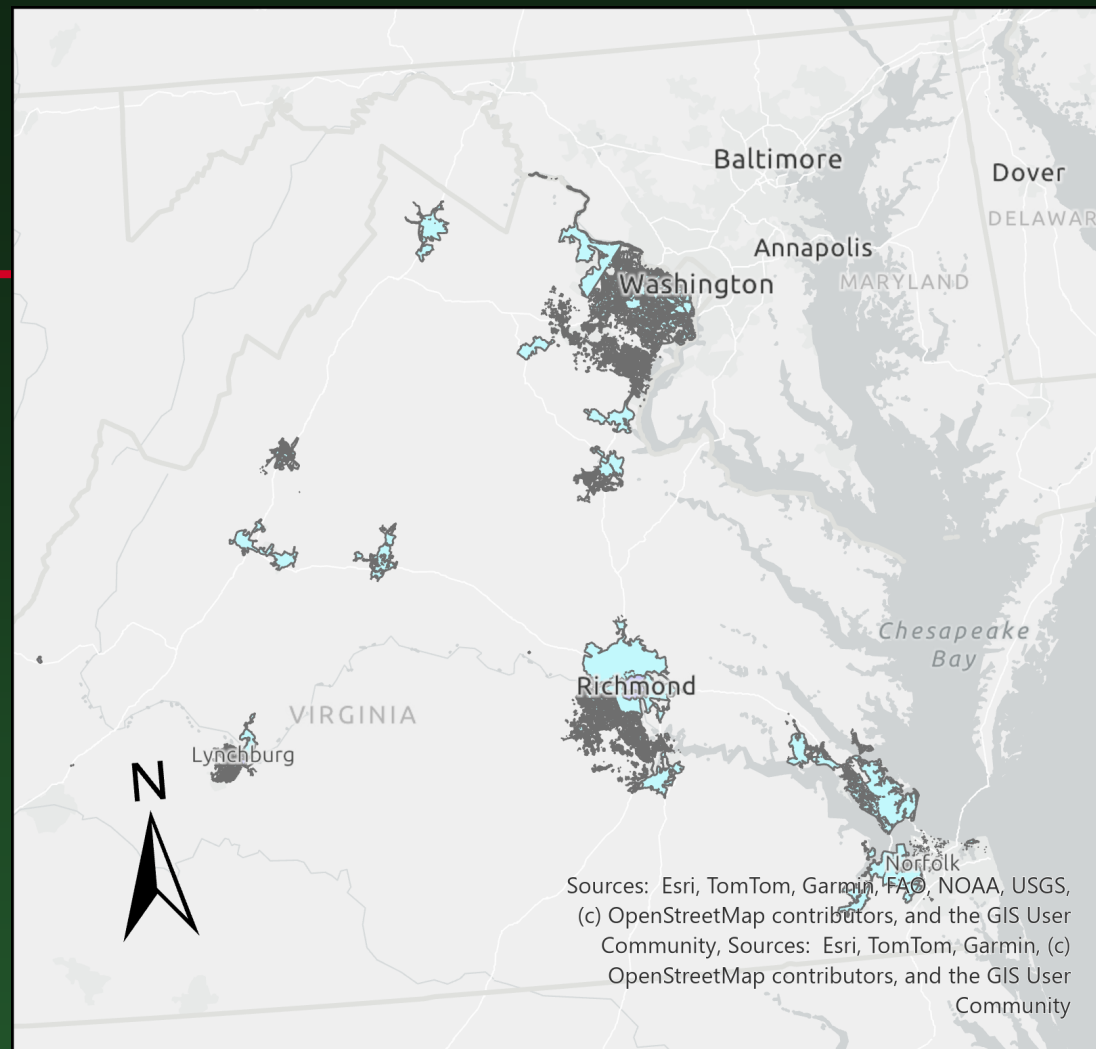 Baltimore
Dover
DELAWAR
Annapolis
Washington
MARYLAND
Chesapeake
Bay
Richmond
VIRGINIA
Lynchburg
N
Norfolk
Sources: Esri, TomTom, Garmin, FAO, NOAA, USGS,
(c) OpenStreetMap contributors, and the GIS User
Community, Sources: Esri, TomTom, Garmin, (c)
OpenStreetMap contributors, and the GIS User
Community